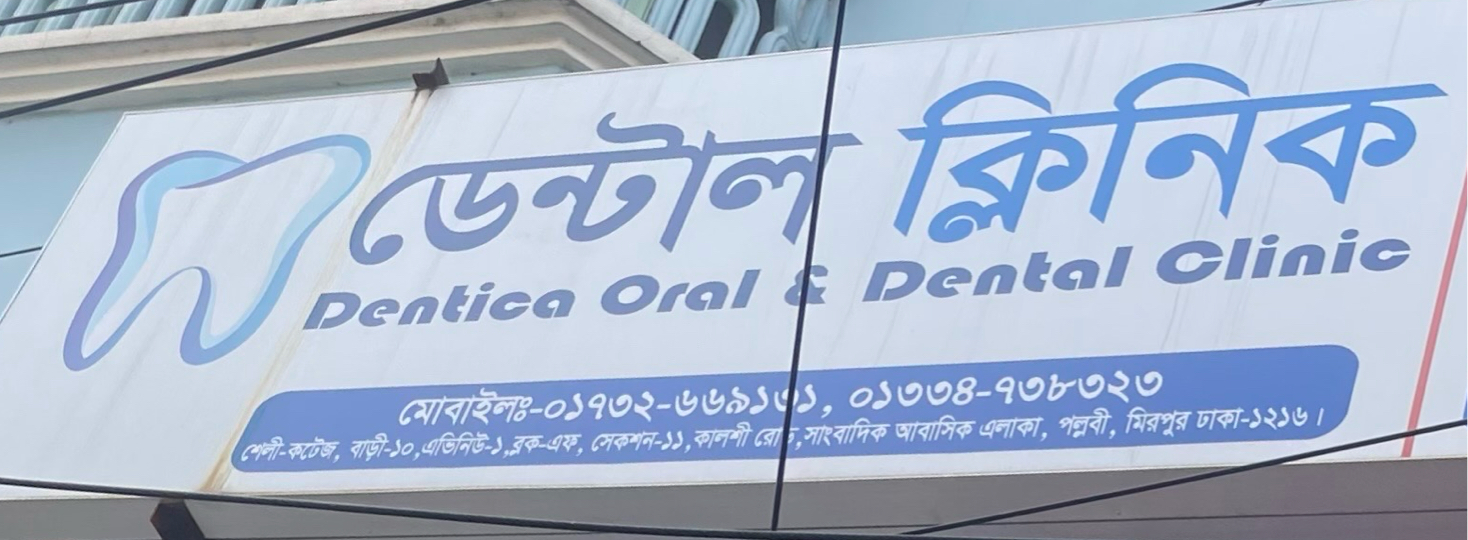 ডেন্টাল ক্লিনিক
Dentica Oral & Dental Clinic
মোবাইলঃ-০১৭৩২-৬৬৯১৩১, ০১৩৩৪-৭৩৮৩২৩
শেলী-কটেজ, বাড়ী-১০,এভিনিউ-১,ব্লক-এফ, সেকশন-১১,কালশী রোড,সাংবাদিক আবাসিক এলাকা, পল্লবী, মিরপুর ঢাকা-১২১৬।